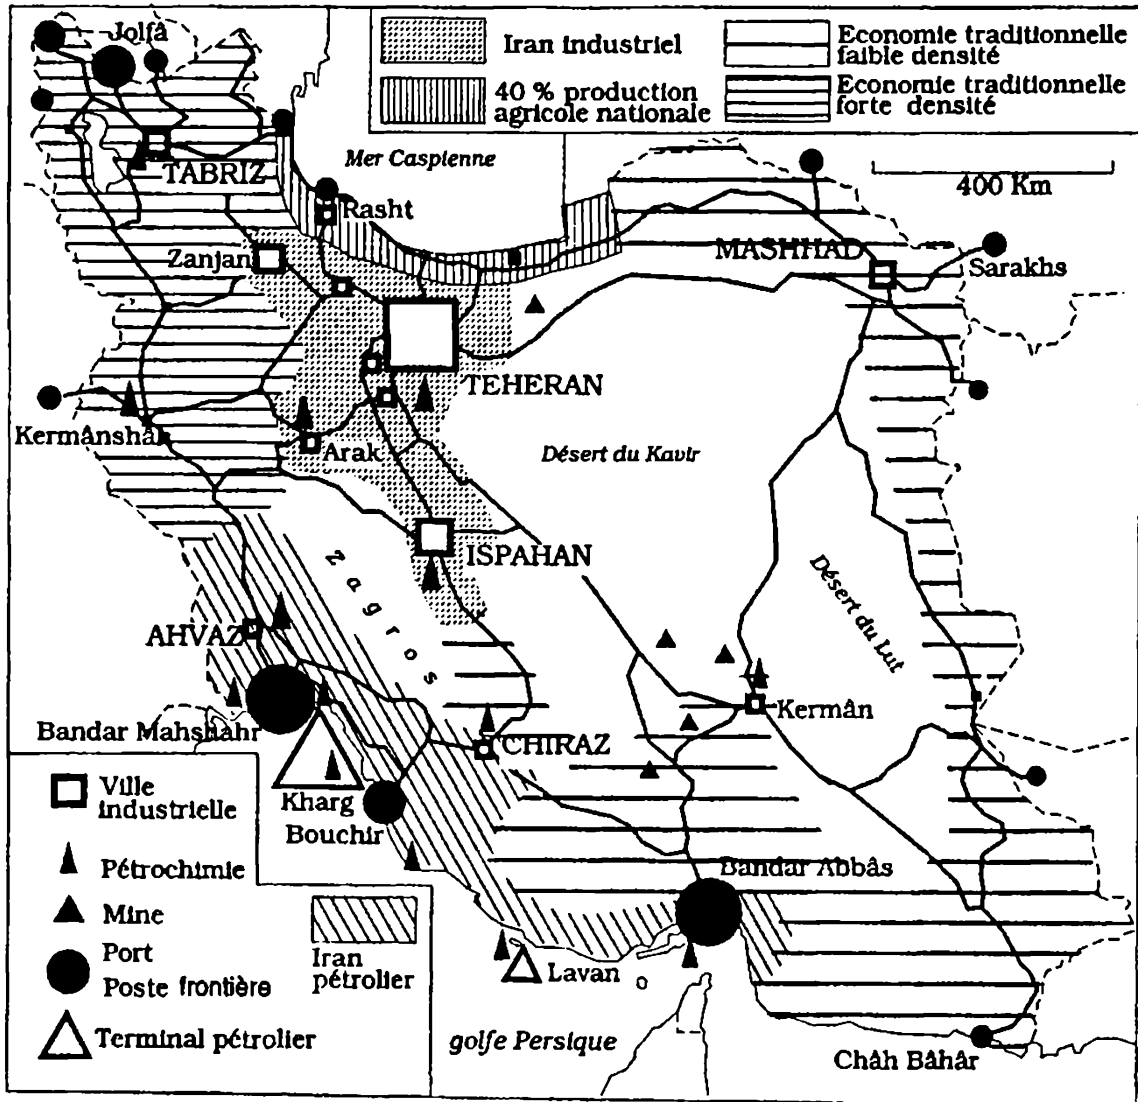 Jolfâ
Iran industriel
Economie traditionnelle
faible densité
40 % production
agricole nationale
Economie traditionnelle
forte densité
Mer Caspienne
400 Km
TABRIZ
Rasht
Zanjan
MASHHAD
Sarakhs
TEHERAN
Kermânshâh
Arak
Désert du Kavir
ISPAHAN
Zagros
Désert du Lut
AHVAZ
Kermân
Bandar Mahshahr
CHIRAZ
Kharg
Bouchir
Bandar Abbâs
Lavan
golfe Persique
Châh Bâhâr
Ville
industrielle
Pétrochimie
Mine
Port
Poste frontière
Terminal pétrolier
Iran
pétrolier